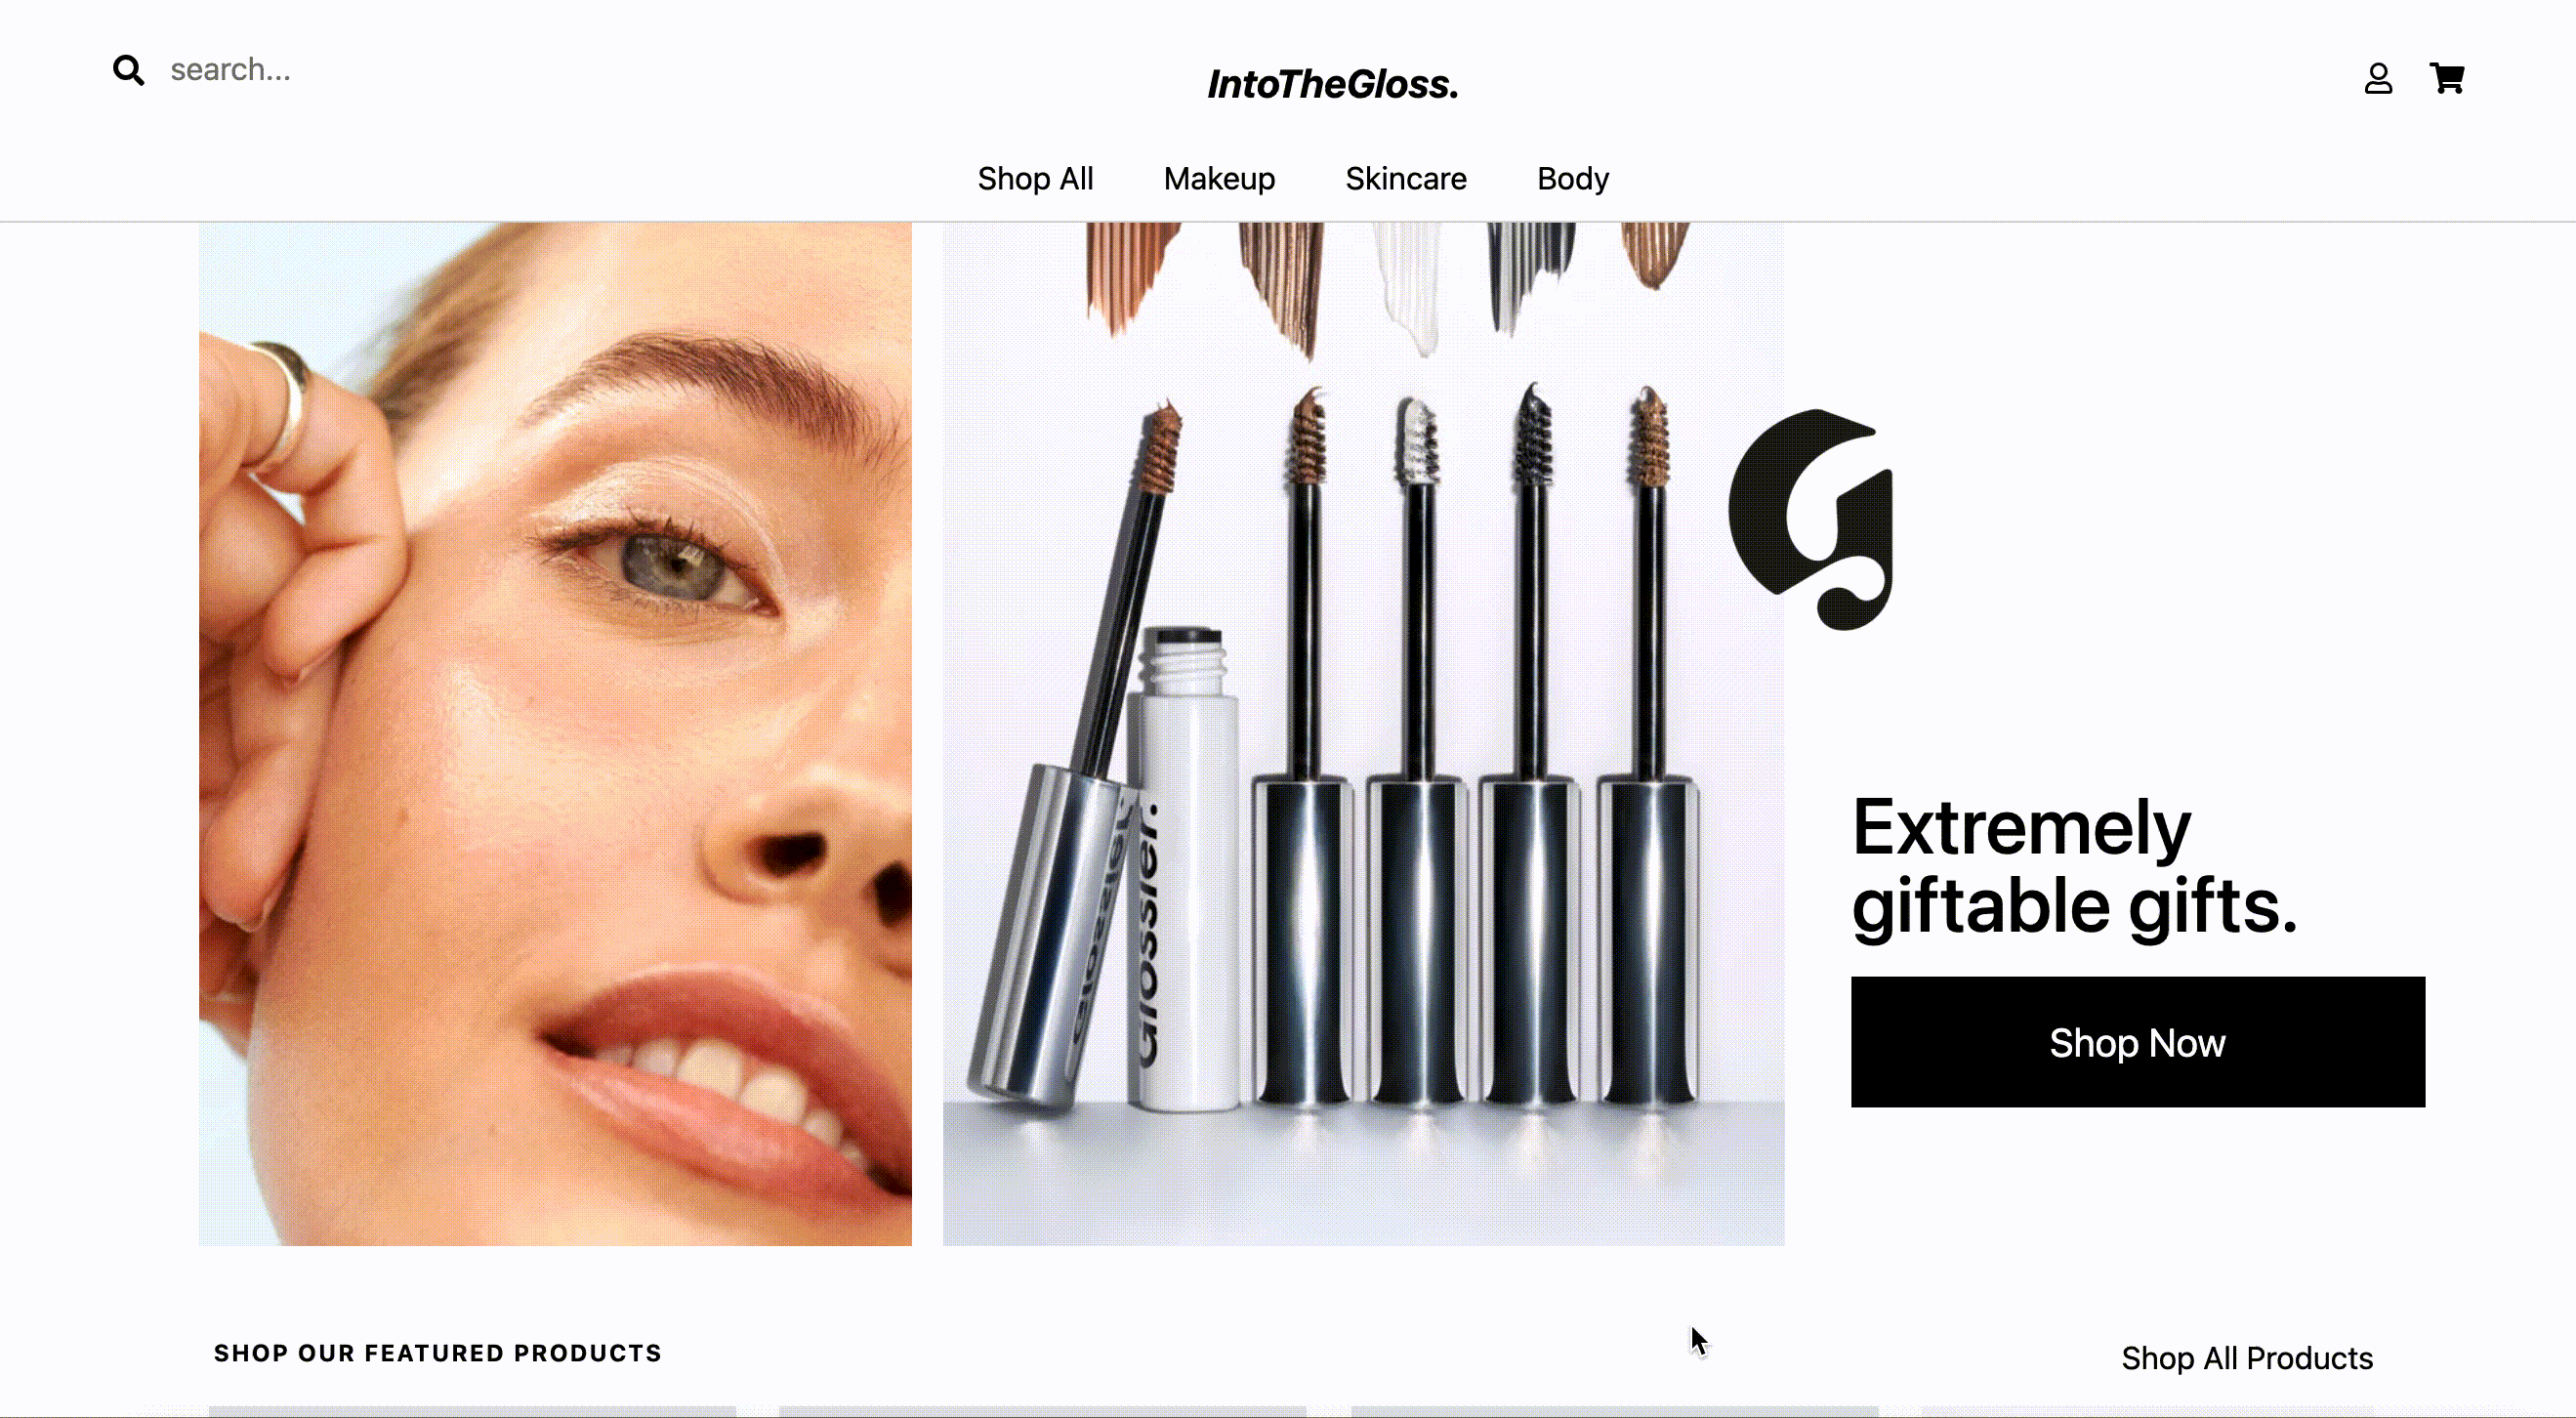 search...
IntoTheGloss.
Shop All
Makeup
Skincare
Body
Glossier.
Glossier.
Extremely
giftable gifts.
Shop Now
SHOP OUR FEATURED PRODUCTS
Shop All Products